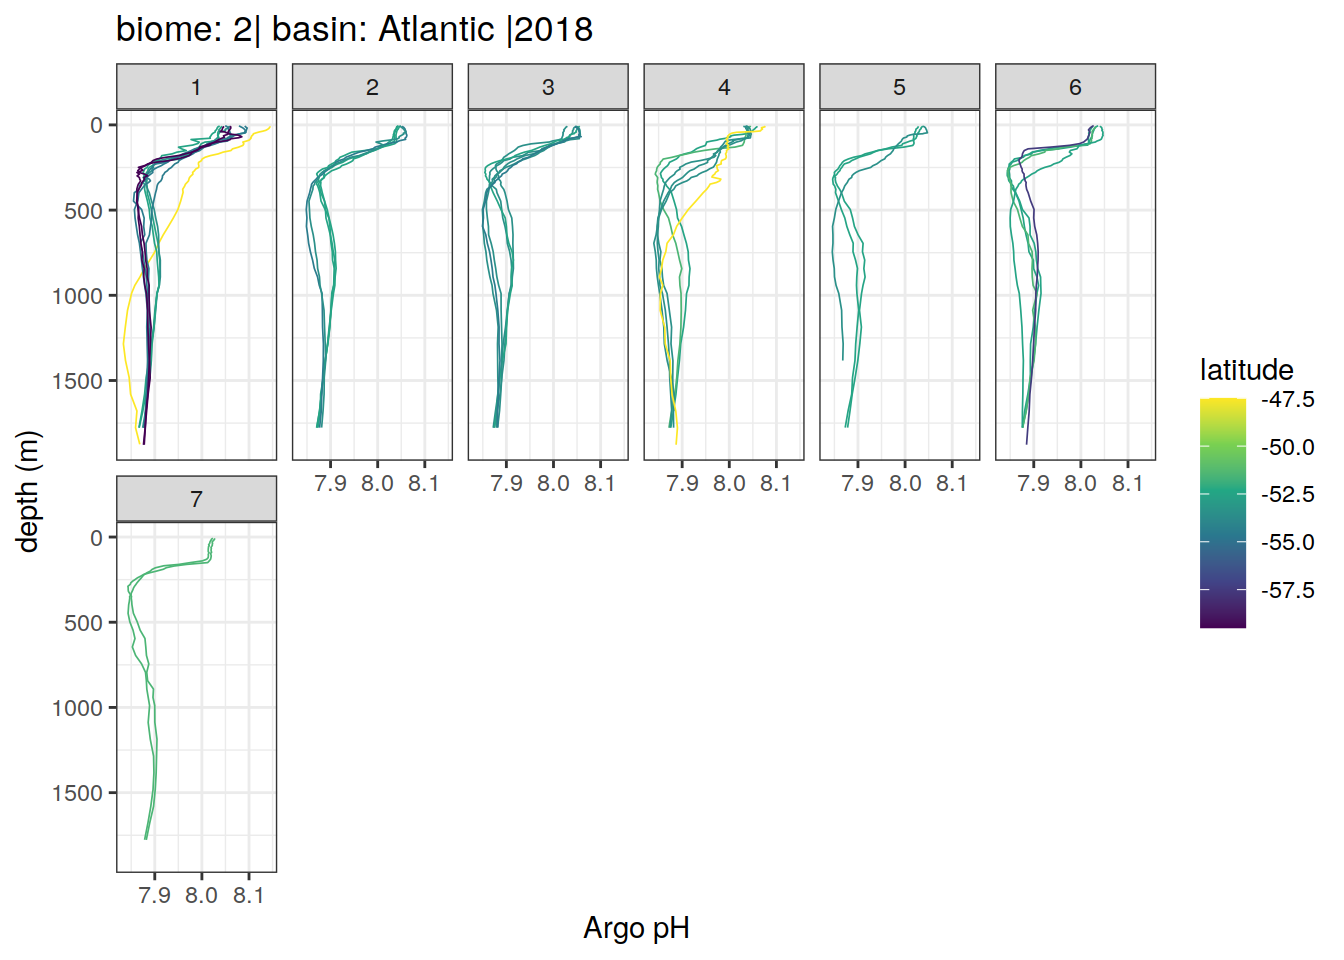 biome: 2| basin: Atlantic |2018
1 2 3 4 5 6
0
500
1000
1500
7.9 8.0 8.1 7.9 8.0 8.1 7.9 8.0 8.1 7.9 8.0 8.1 7.9 8.0 8.1
7
0
500
1000
1500
7.9 8.0 8.1
depth (m)
Argo pH
latitude
-47.5
-50.0
-52.5
-55.0
-57.5